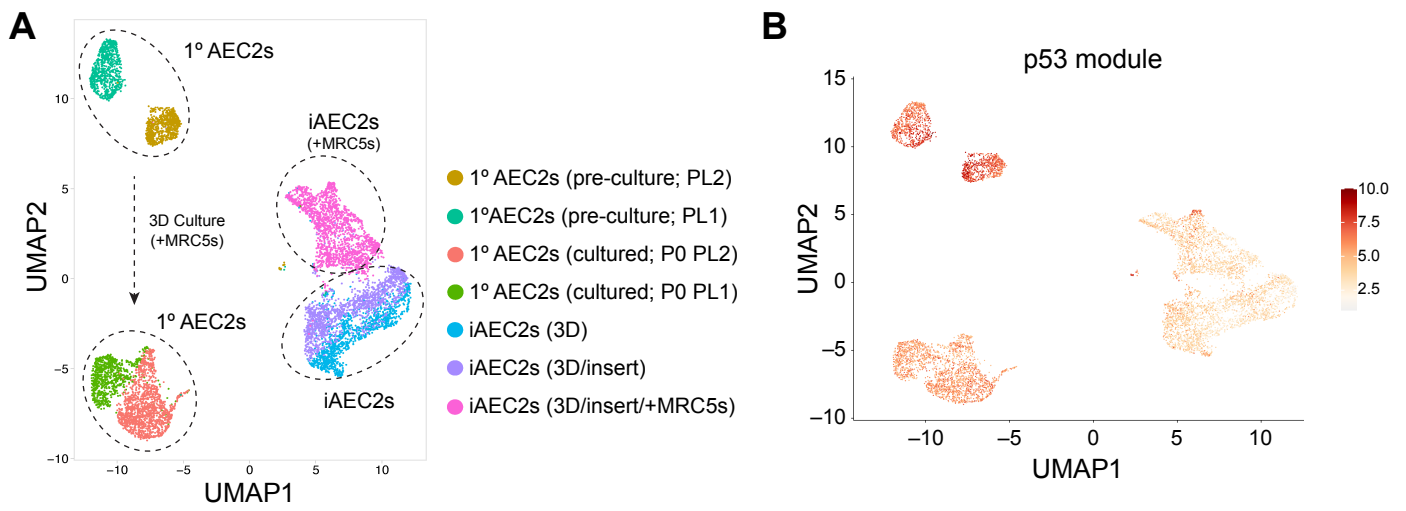 A
1º AEC2s
iAEC2s
(+MRC5s)
3D Culture
(+MRC5s)
1º AEC2s
iAEC2s
10
5
0
−5
−10
−10
−5
0
5
10
UMAP1
UMAP2
1º AEC2s (pre-culture; PL2)
1ºAEC2s (pre-culture; PL1)
1º AEC2s (cultured; P0 PL2)
1º AEC2s (cultured; P0 PL1)
iAEC2s (3D)
iAEC2s (3D/insert)
iAEC2s (3D/insert/+MRC5s)
B
p53 module
15
10
5
0
−5
−10
−10
−5
0
5
10
UMAP1
UMAP2
10.0
7.5
5.0
2.5